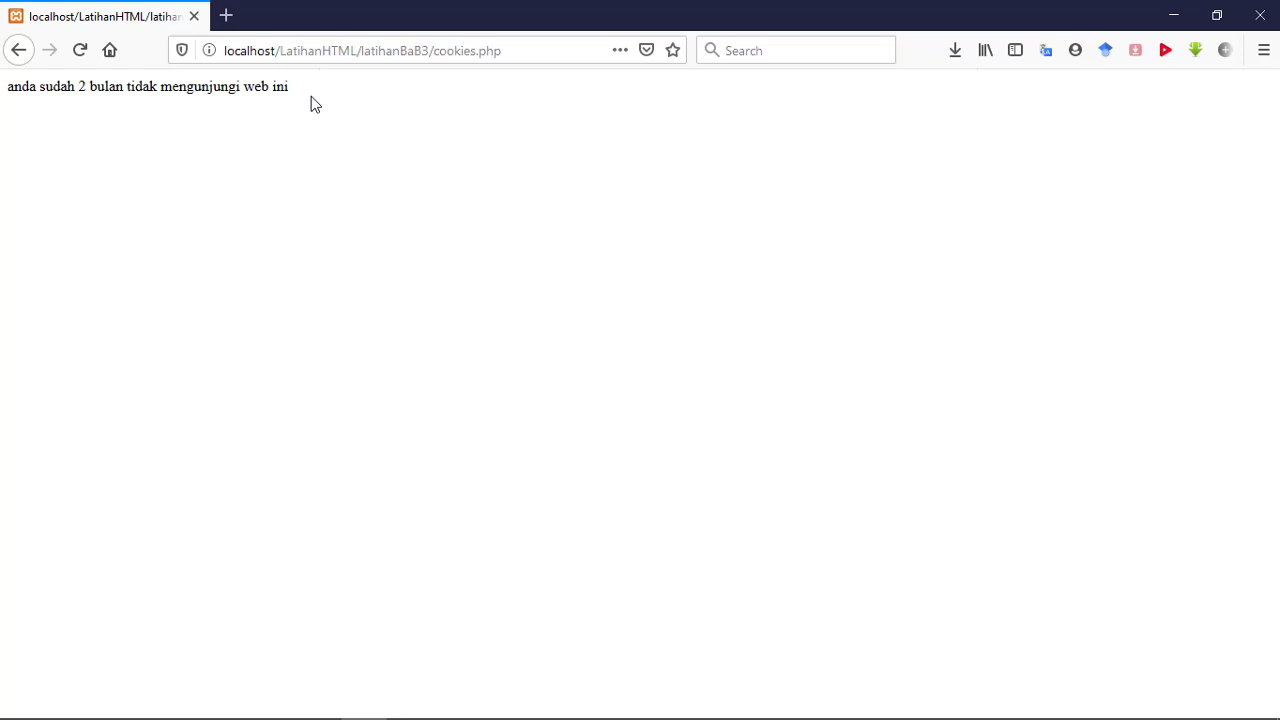 localhost/LatihanHTML/latihan
localhost/LatihanHTML/latihanBaB3/cookies.php
Search
anda sudah 2 bulan tidak mengunjungi web ini